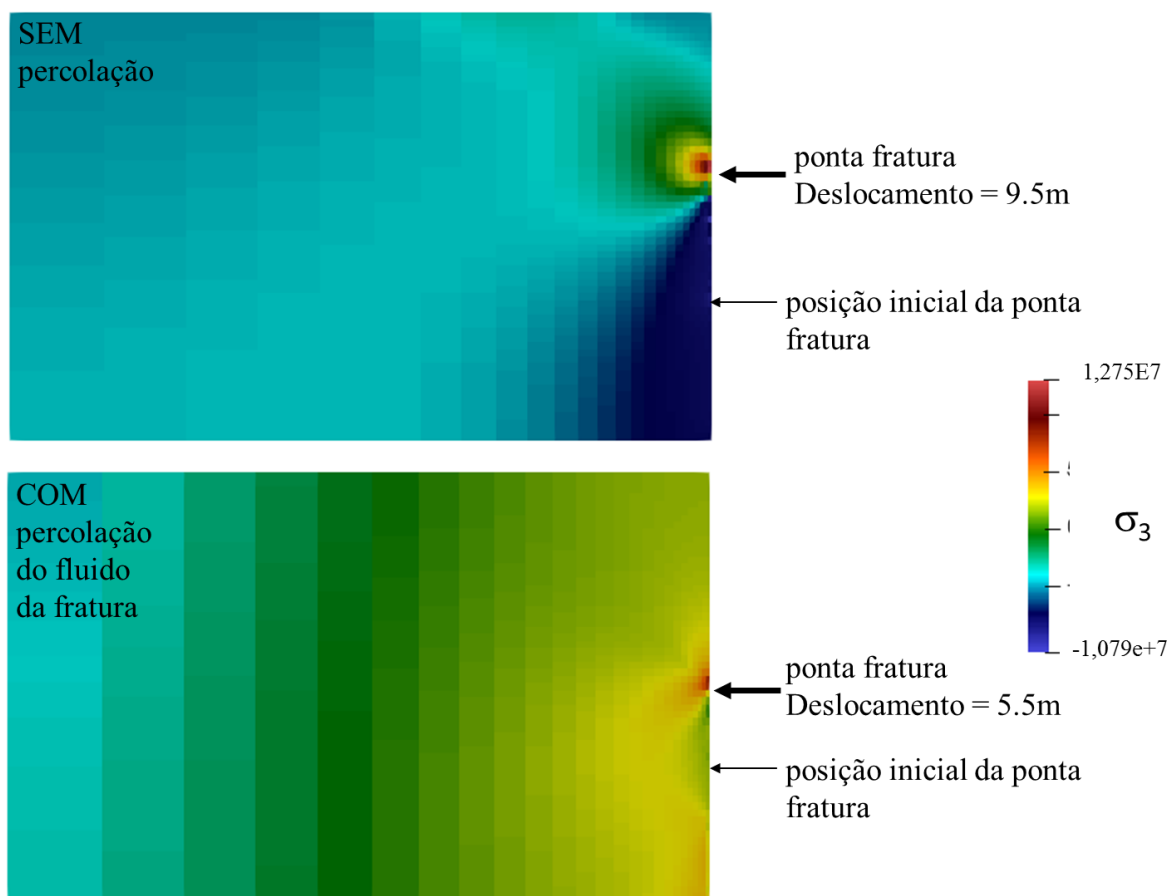 SEM
percolação
ponta fratura
Deslocamento = 9.5m
posição inicial da ponta
fratura
1,275E7
σ3
-1,079e+7
COM
percolação
do fluido
da fratura
ponta fratura
Deslocamento = 5.5m
posição inicial da ponta
fratura